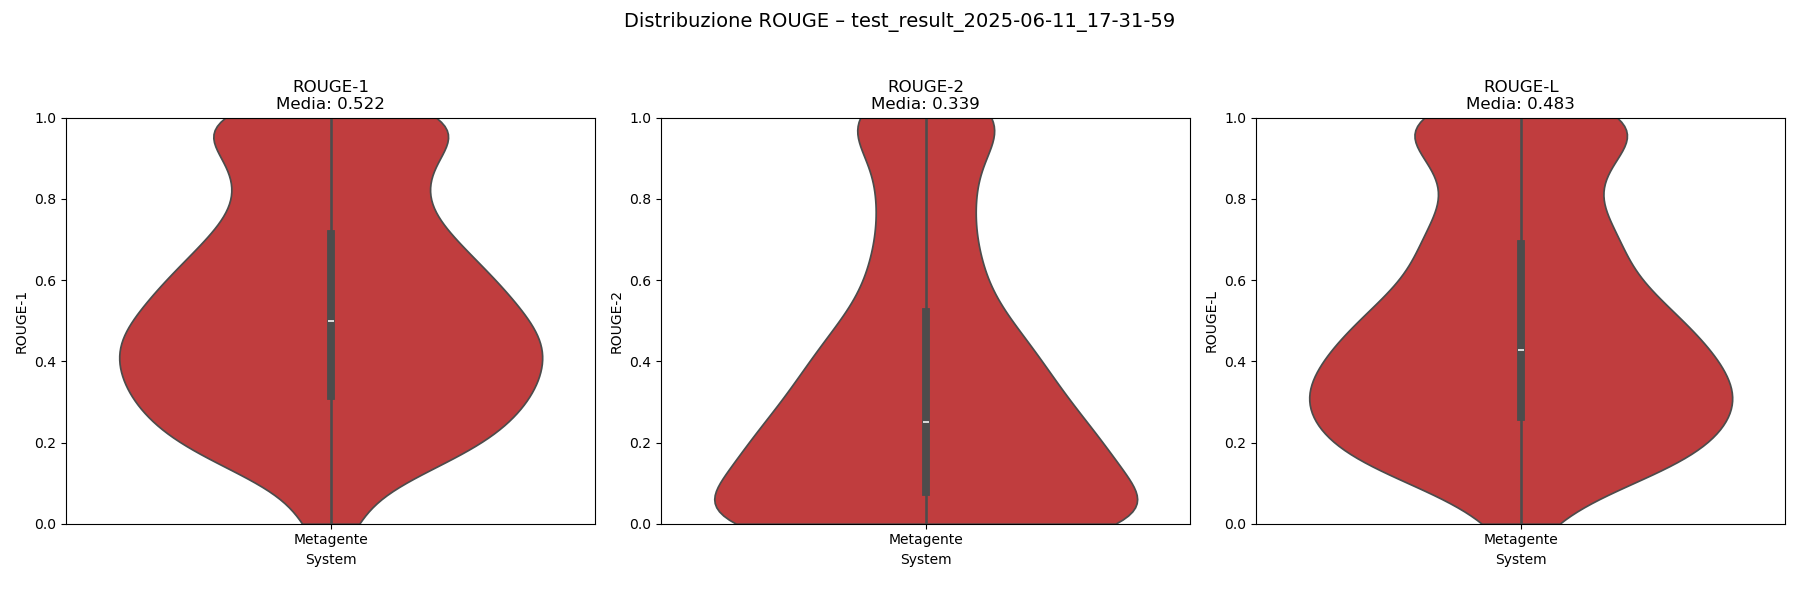 Distribuzione ROUGE – test_result_2025-06-11_17-31-59
ROUGE-1
Media: 0.522
1.0
0.8
0.6
0.4
0.2
0.0
ROUGE-1
Metagente
System
ROUGE-2
Media: 0.339
1.0
0.8
0.6
0.4
0.2
0.0
ROUGE-2
Metagente
System
ROUGE-L
Media: 0.483
1.0
0.8
0.6
0.4
0.2
0.0
ROUGE-L
Metagente
System